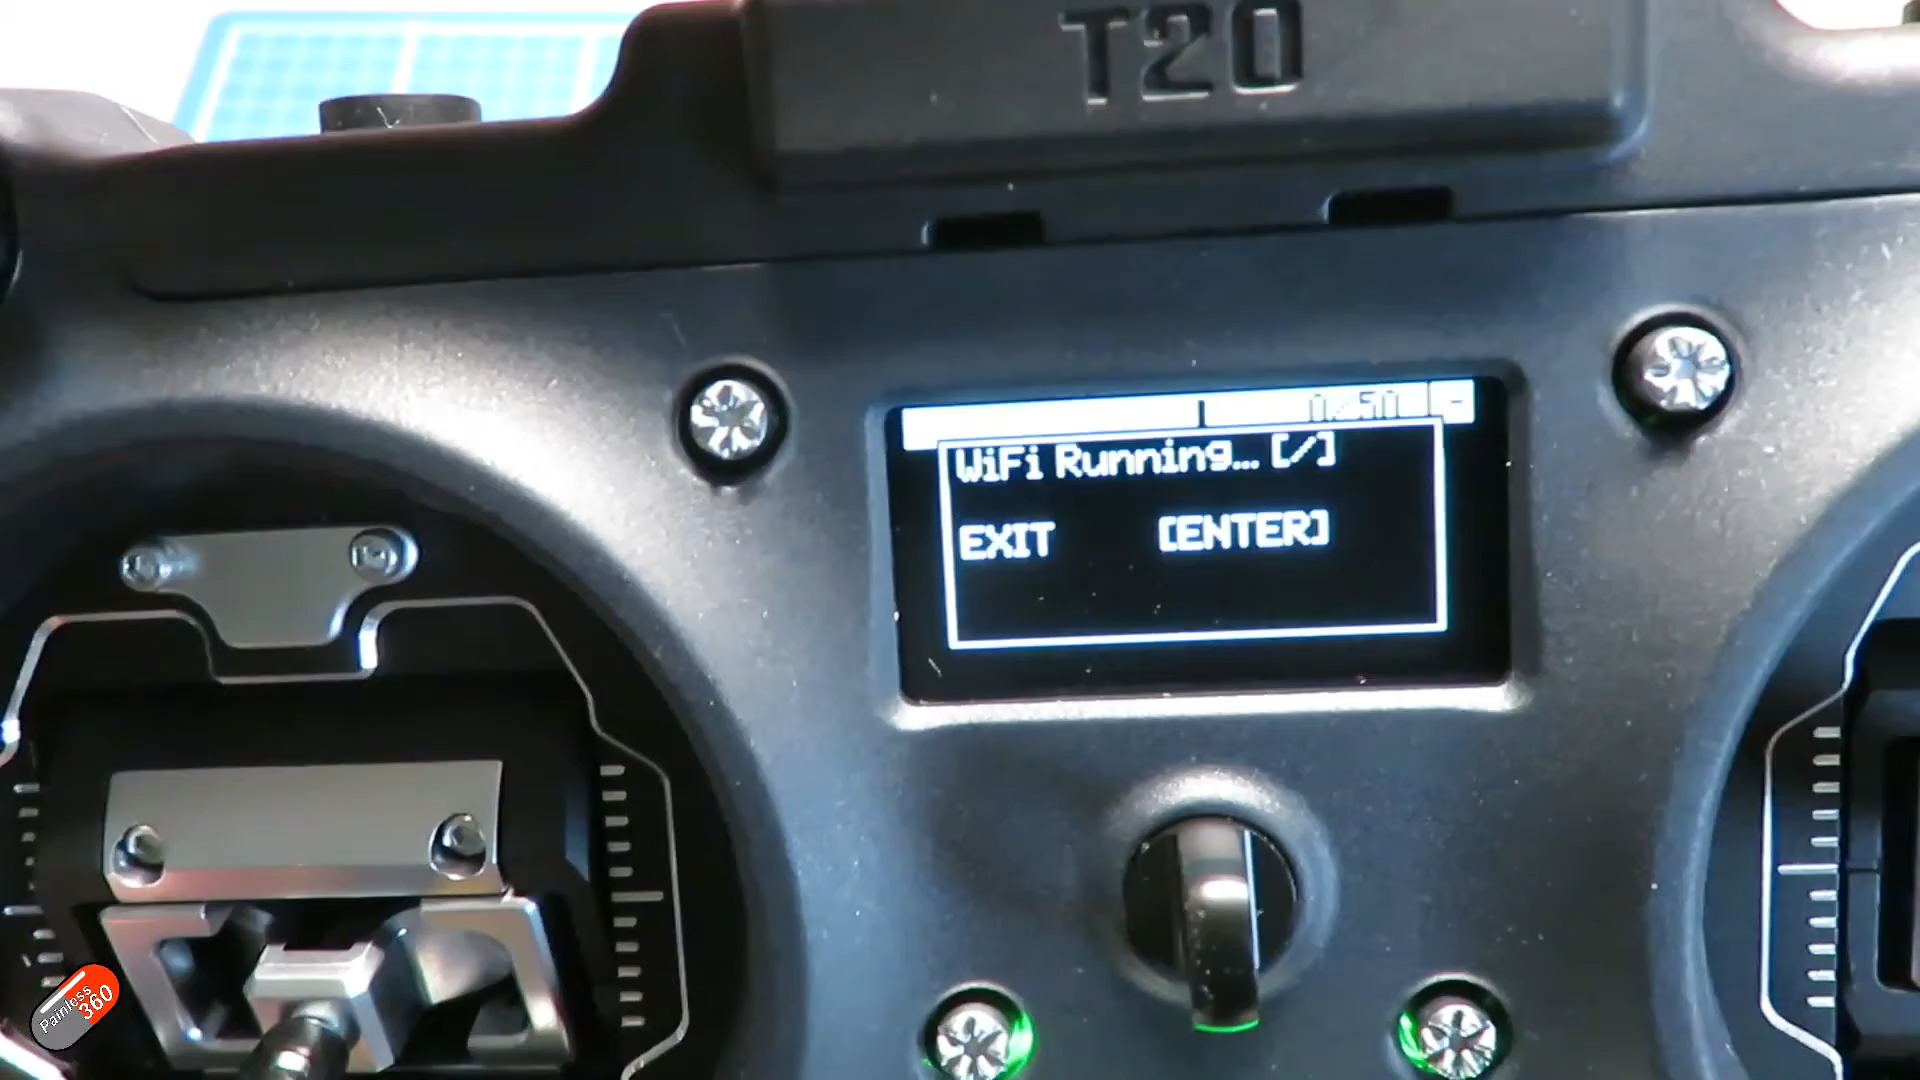 T20
WiFi Running... [/]
EXIT [ENTER]
Painless
360